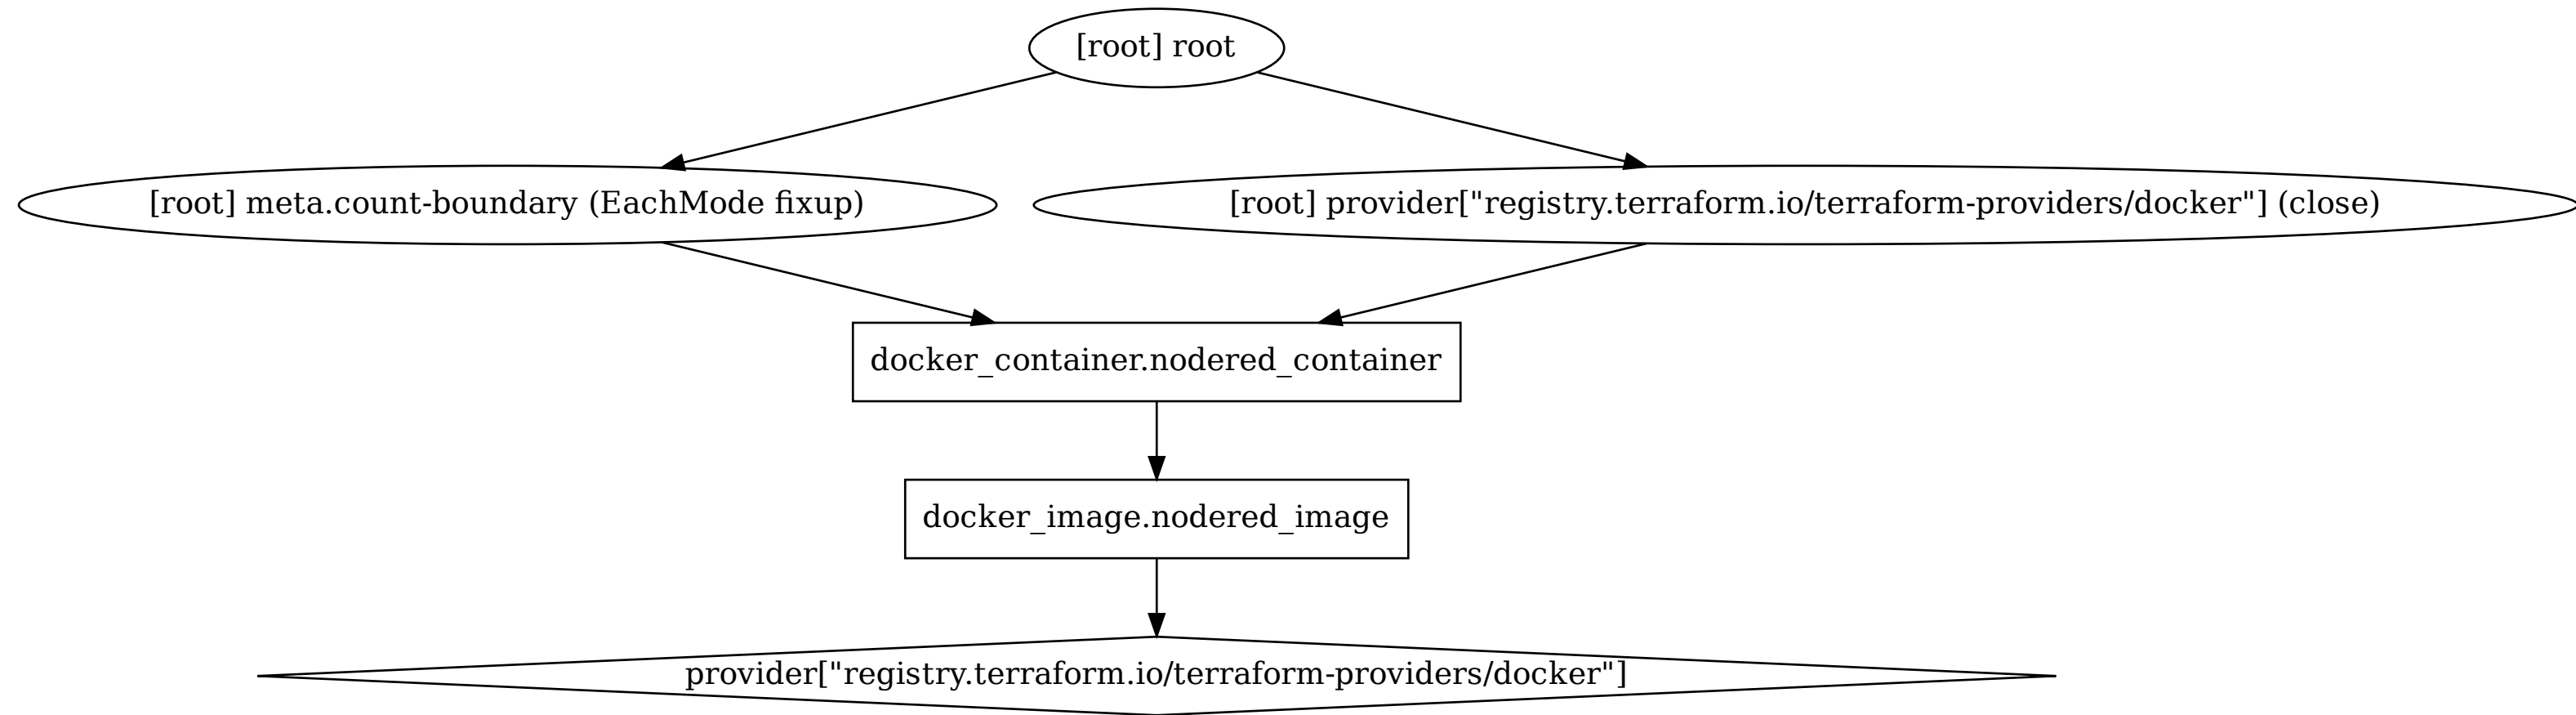 [root] root
[root] meta.count-boundary (EachMode fixup)
[root] provider["registry.terraform.io/terraform-providers/docker"] (close)
docker_container.nodered_container
docker_image.nodered_image
provider["registry.terraform.io/terraform-providers/docker"]